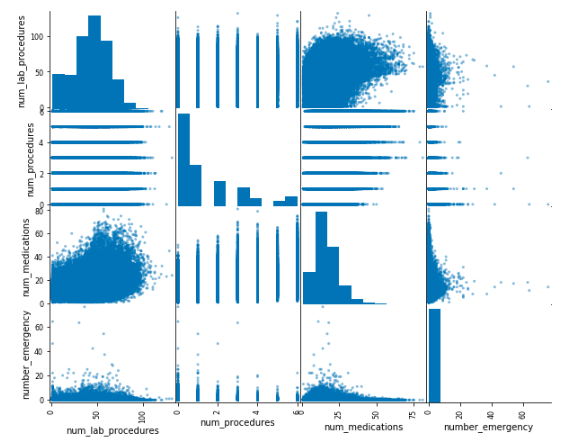 num_lab_procedures
100
50
0
num_procedures
6
4
2
0
num_medications
80
60
40
20
0
number_emergency
60
40
20
0
0 50 100 0 2 4 6 0 25 50 75 0 20 40 60
num_lab_procedures num_procedures num_medications number_emergency